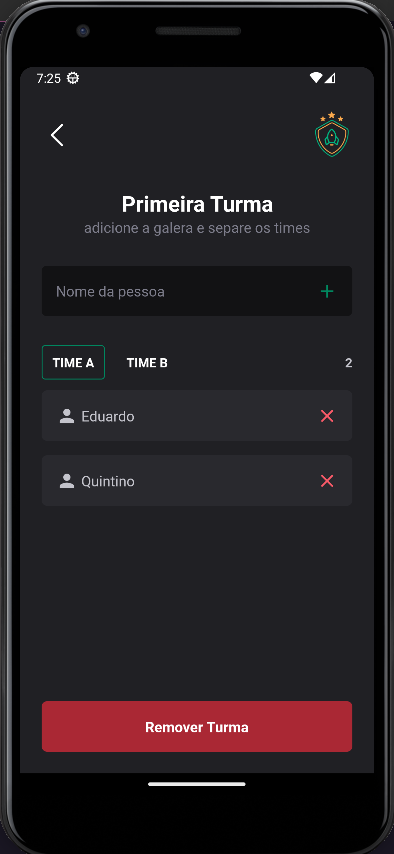 7:25
Primeira Turma
adicione a galera e separe os times
Nome da pessoa
TIME A TIME B 2
Eduardo
Quintino
Remover Turma